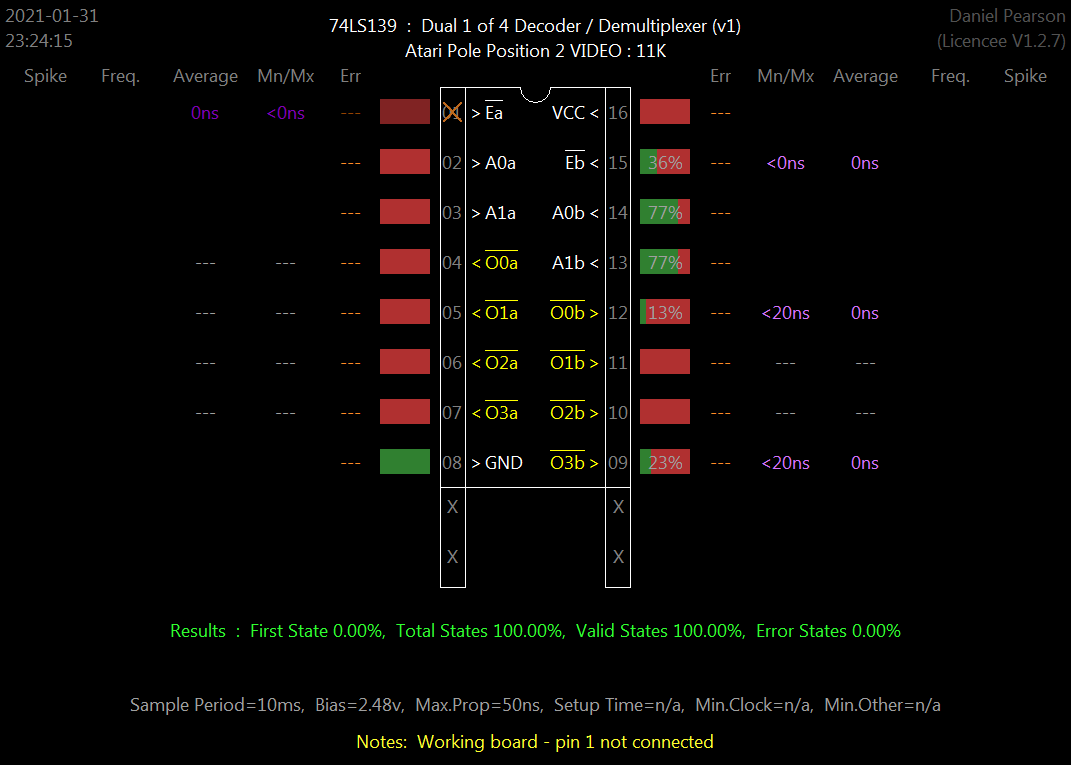 2021-01-31 74LS139 : Dual 1 of 4 Decoder / Demultiplexer (v1) Daniel Pearson
23:24:15 Atari Pole Position 2 VIDEO : 11K (Licencee V1.2.7)
Spike Freq. Average Mn/Mx Err Err Mn/Mx Average Freq. Spike
0ns <0ns --- 01 > Ea VCC < 16 ---
--- 02 > A0a Eb < 15 36% --- <0ns 0ns
--- 03 > A1a A0b < 14 77% ---
--- --- --- 04 < O0a A1b < 13 77% ---
--- --- --- 05 < O1a O0b > 12 13% --- <20ns 0ns
--- --- --- 06 < O2a O1b > 11 --- --- ---
--- --- --- 07 < O3a O2b > 10 --- --- ---
--- 08 > GND O3b > 09 23% --- <20ns 0ns
X X
X X
Results : First State 0.00%, Total States 100.00%, Valid States 100.00%, Error States 0.00%
Sample Period=10ms, Bias=2.48v, Max.Prop=50ns, Setup Time=n/a, Min.Clock=n/a, Min.Other=n/a
Notes: Working board - pin 1 not connected